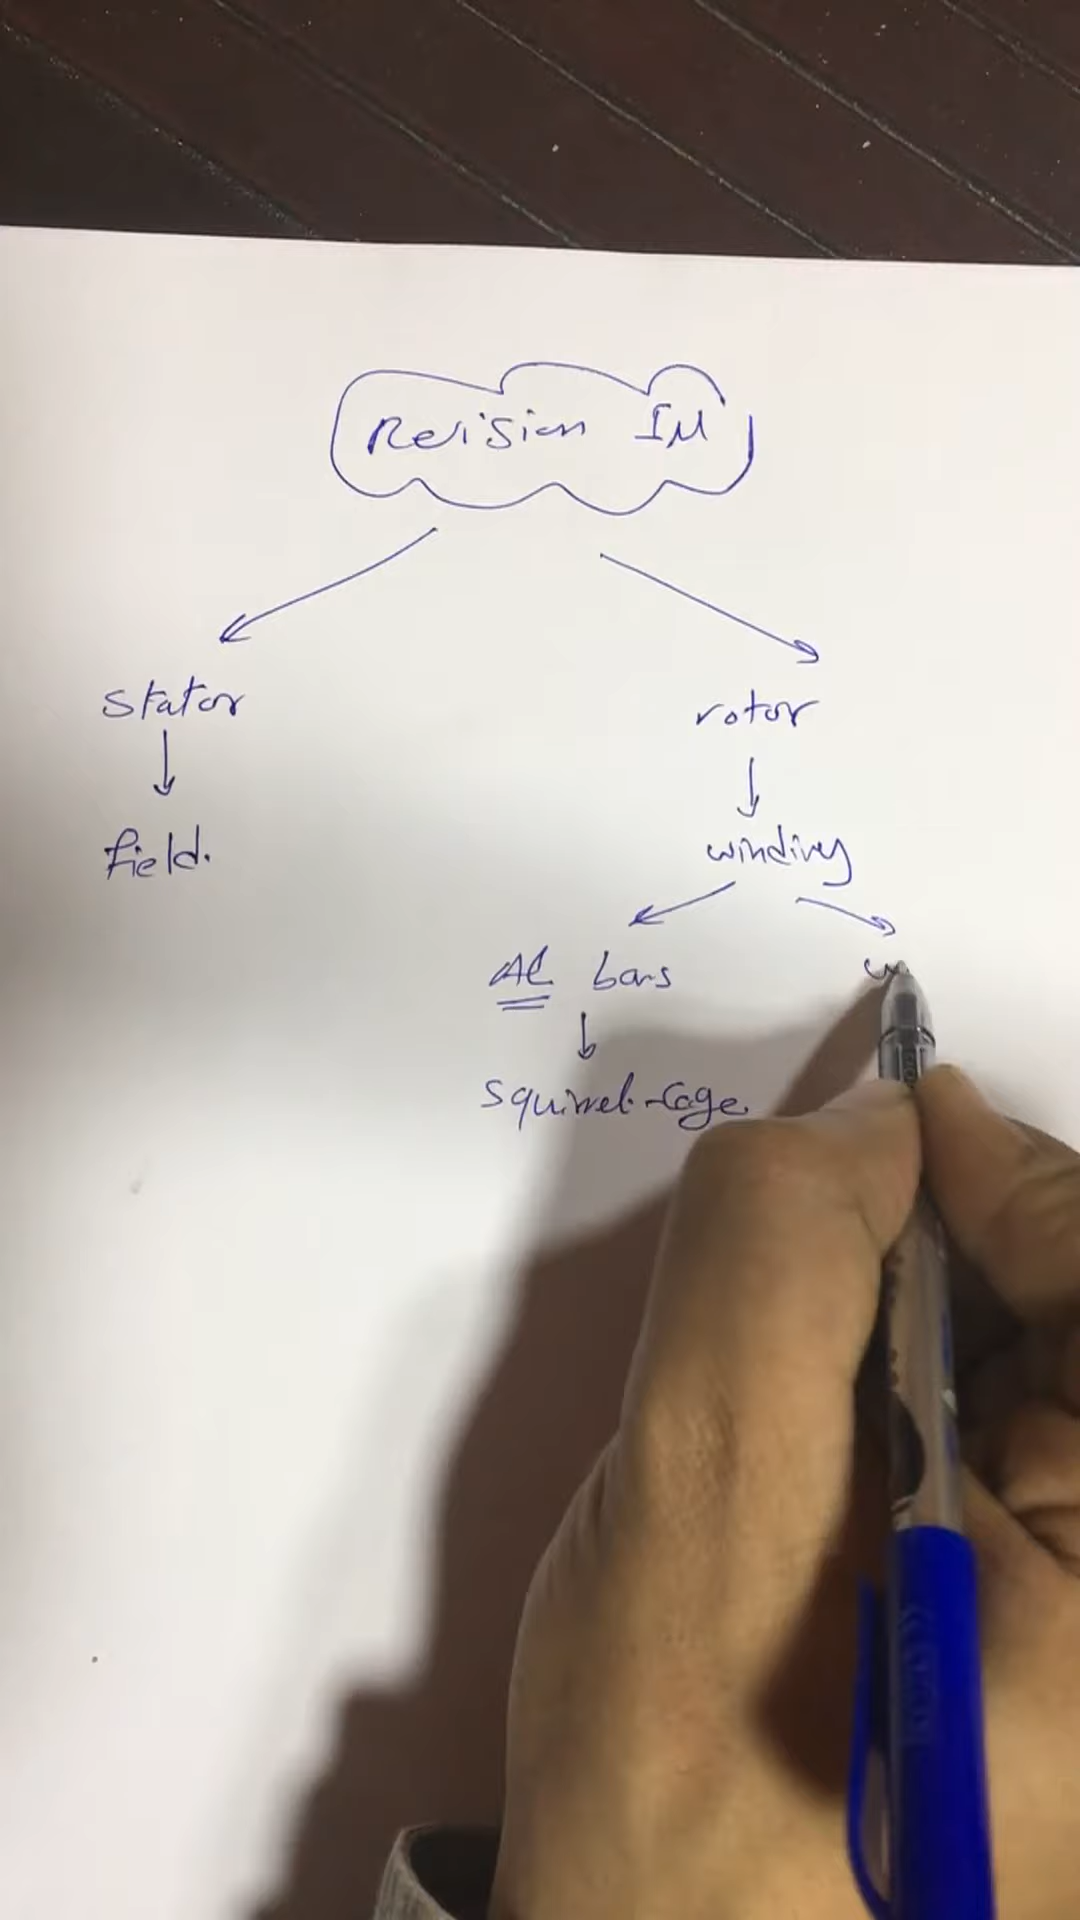 Revision IM
stator
rotor
field.
winding
Al bars
squirrel-cage